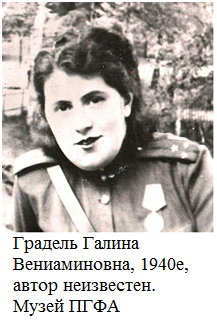 Градель Галина
Вениаминовна, 1940е,
автор неизвестен.
Музей ПГФА